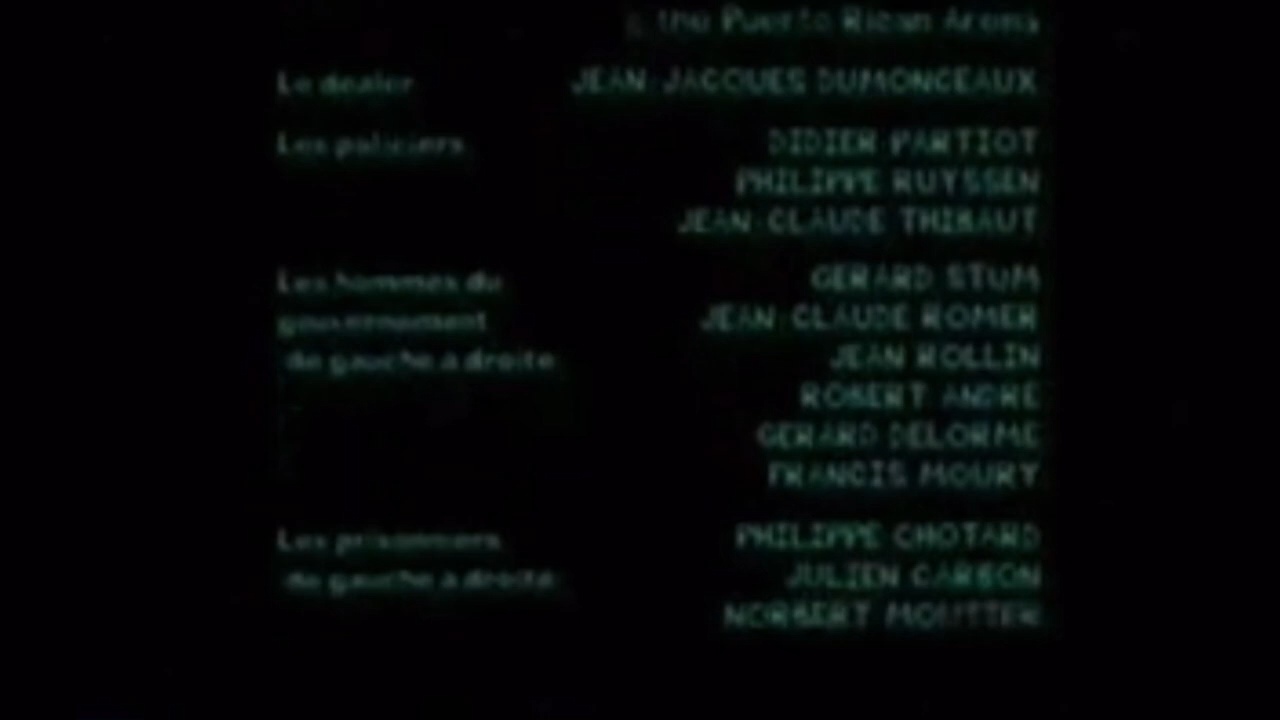 the Puerto Rican Arena
Le dealer JEAN-JACQUES DUMONCEAUX
Les policiers DIDIER PARTIOT
PHILIPPE RUYSSEN
JEAN-CLAUDE THIBAUT
Les hommes du GERARD STUM
gouvernement JEAN-CLAUDE ROMER
de gauche a droite JEAN ROLLIN
ROBERT ANDRE
GERARD DELORME
FRANCIS MOURY
Les prisonniers PHILIPPE CHOTARD
de gauche a droite JULIEN CARBON
NORBERT MOUTIER